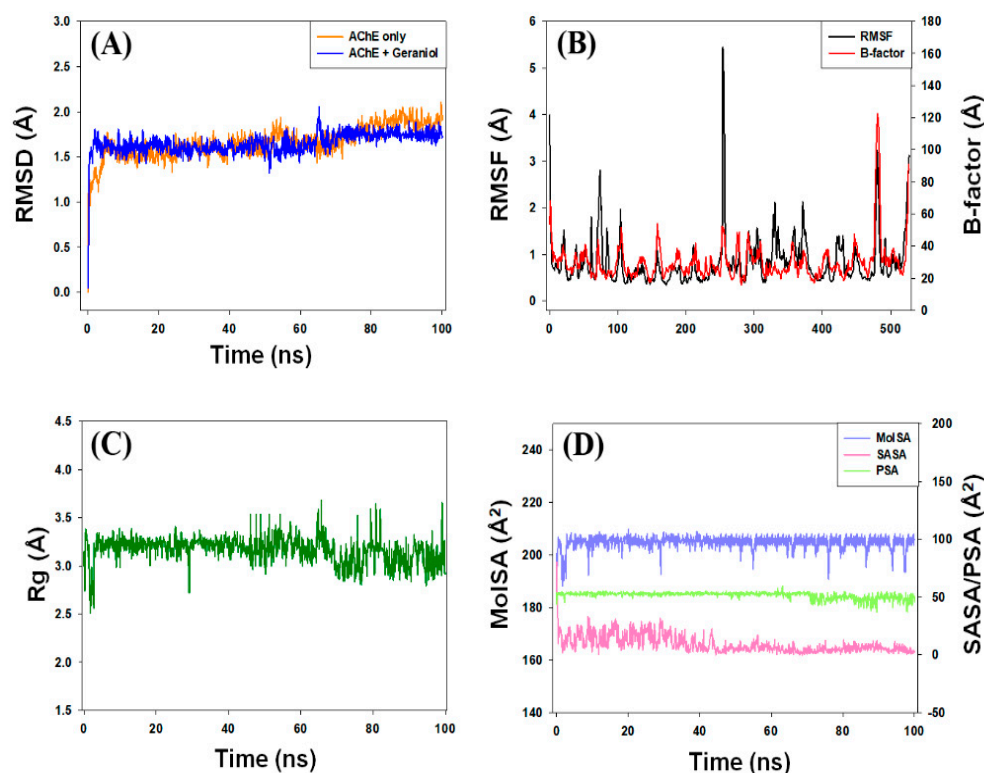 (A)
AChE only
AChE + Geraniol
RMSD (Å)
3.0
2.5
2.0
1.5
1.0
0.5
0.0
0 20 40 60 80 100
Time (ns)
(B)
RMSF
B-factor
RMSF (Å)
6
5
4
3
2
1
0
B-factor (Å)
180
160
140
120
100
80
60
40
20
0
0 100 200 300 400 500
(C)
Rg (Å)
4.5
4.0
3.5
3.0
2.5
2.0
1.5
0 20 40 60 80 100
Time (ns)
(D)
MolSA
SASA
PSA
MolSA (Å²)
240
220
200
180
160
140
SASA/PSA (Å²)
200
150
100
50
0
-50
0 20 40 60 80 100
Time (ns)